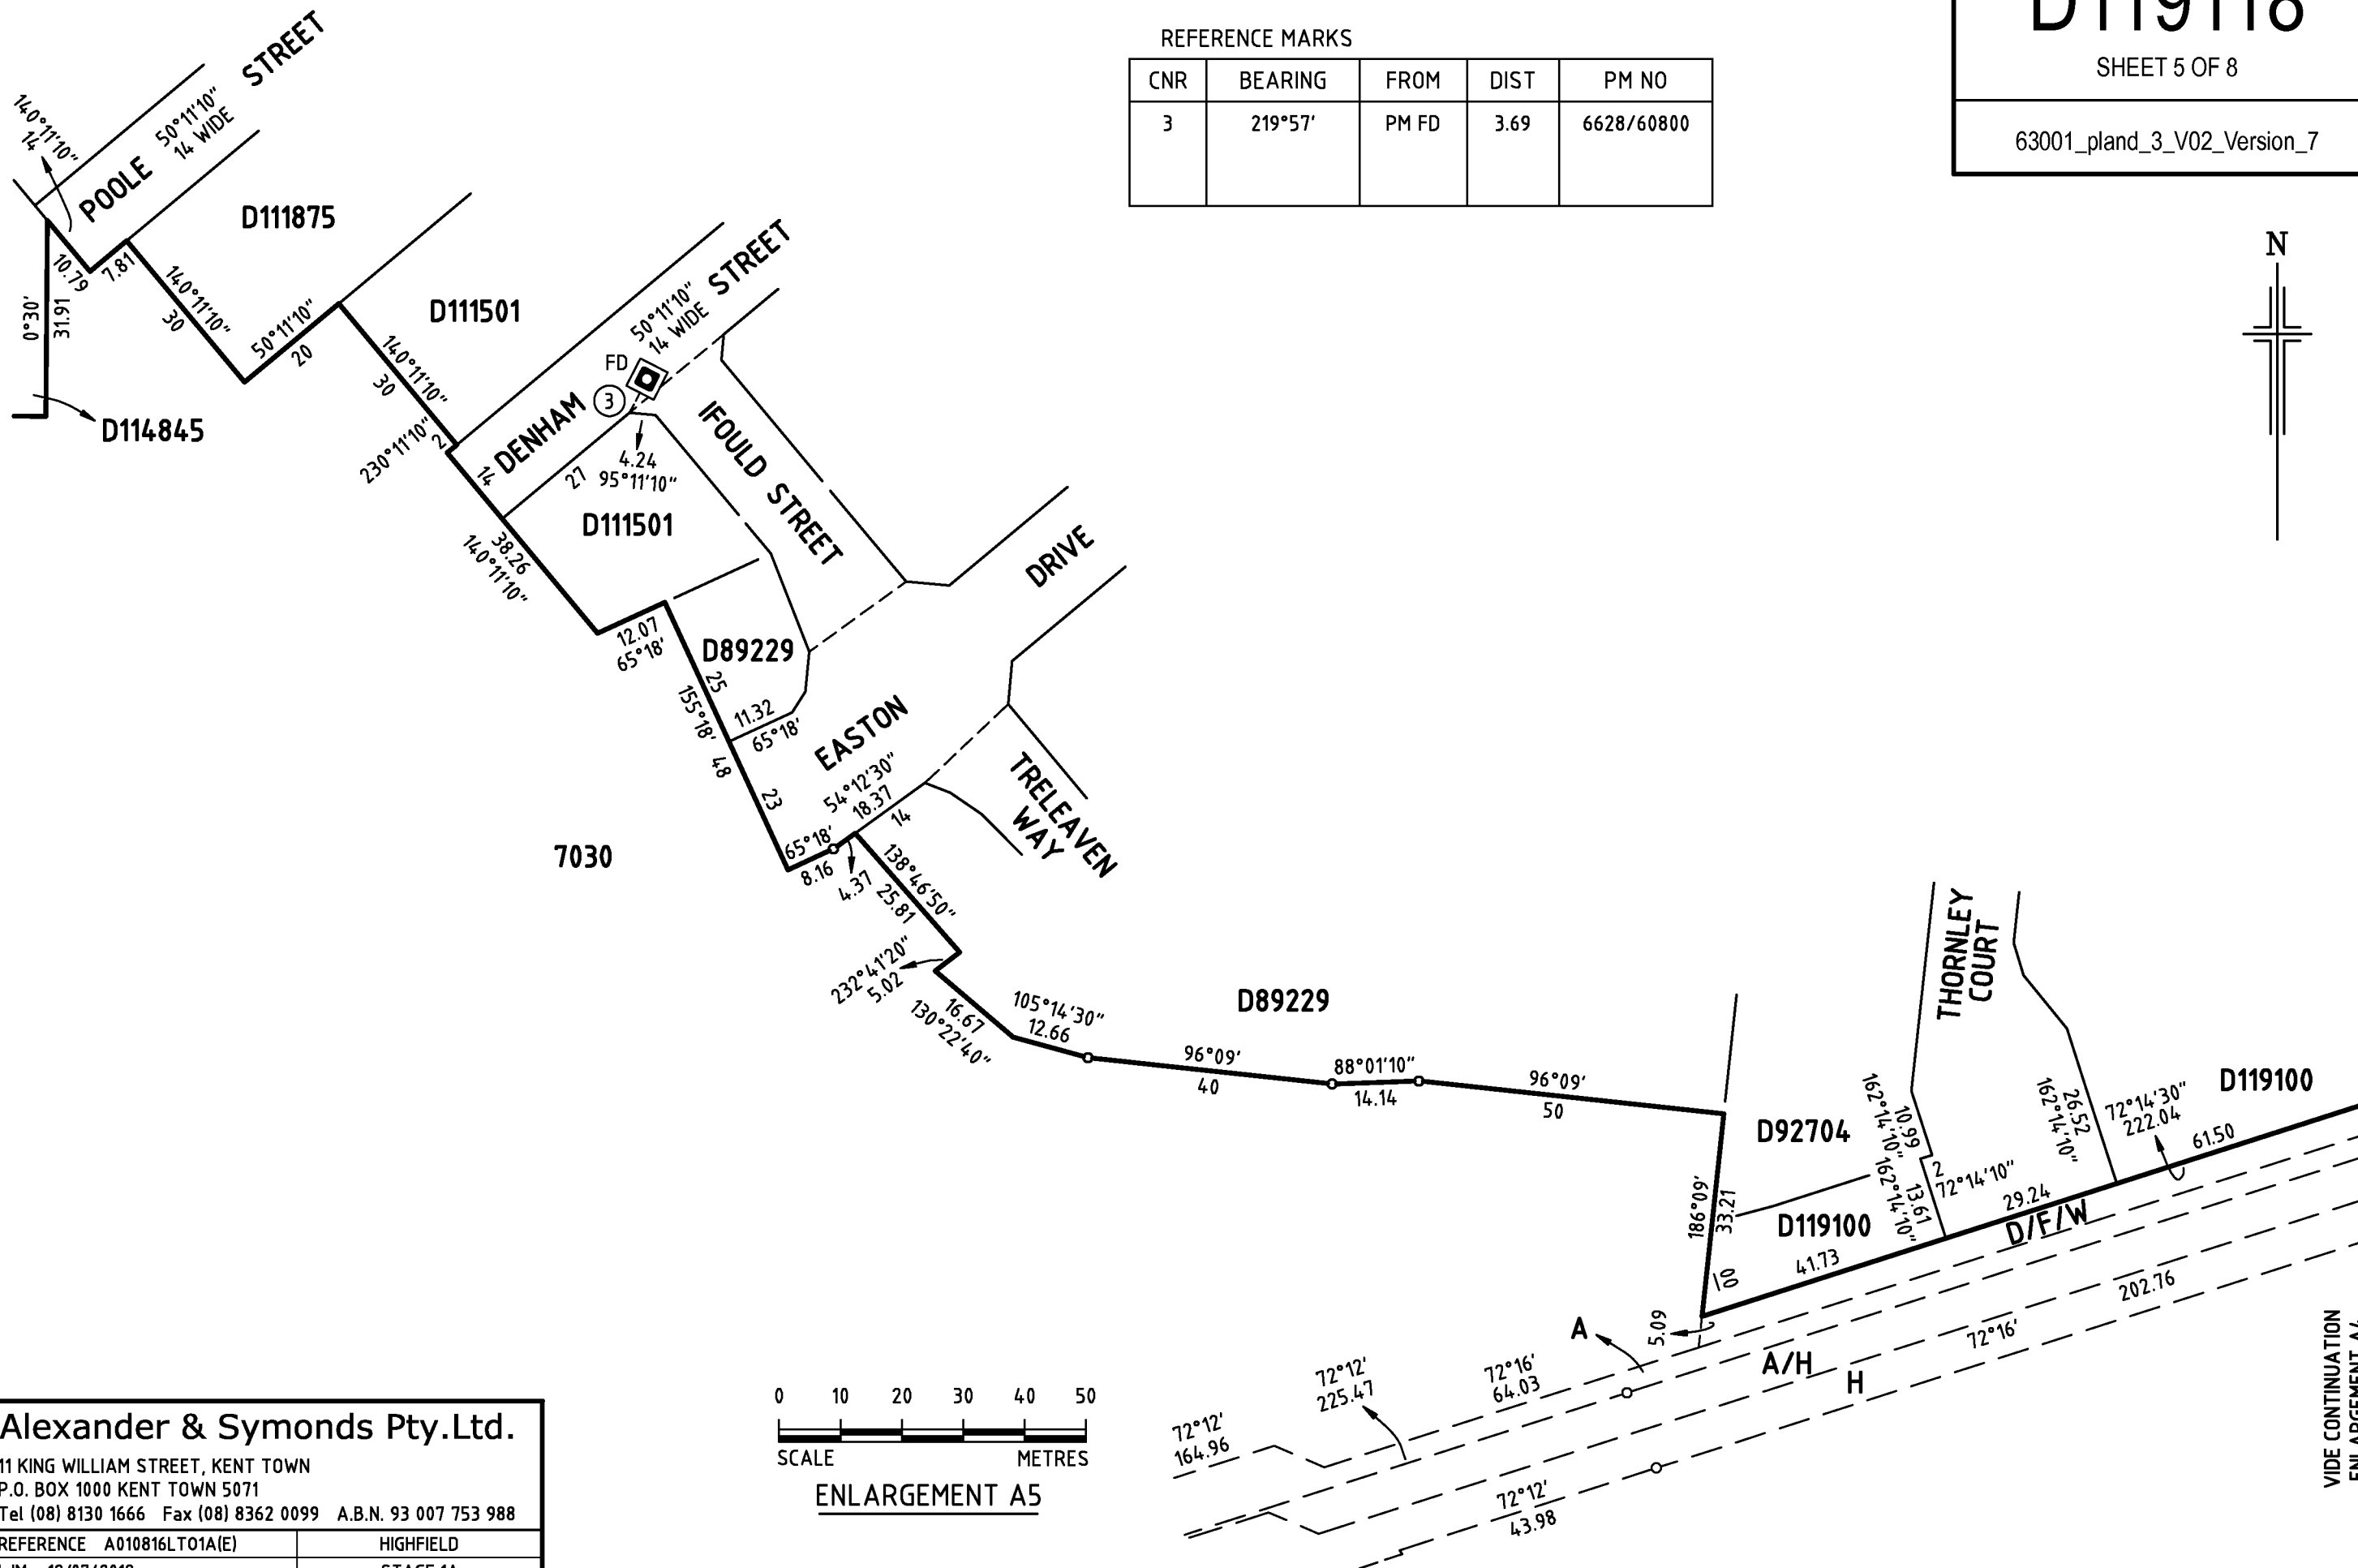 D119118
SHEET 5 OF 8
63001_pland_3_V02_Version_7
REFERENCE MARKS
CNR BEARING FROM DIST PM NO
3 219°57' PM FD 3.69 6628/60800
N
140°11'10"
14
POOLE STREET
50°11'10"
14 WIDE
D111875
10.79
7.81
0°30'
31.91
140°11'10"
30
50°11'10"
20
D114845
D111501
140°11'10"
30
230°11'10"
2
14
DENHAM STREET
50°11'10"
14 WIDE
FD
3
27
4.24
95°11'10"
D111501
IFOULD STREET
38.26
140°11'10"
12.07
65°18'
D89229
25
155°18'
48
11.32
65°18'
23
EASTON DRIVE
54°12'30"
18.37
14
TRELEAVEN
WAY
65°18'
8.16
4.37
138°46'50"
25.81
7030
232°41'20"
5.02
16.67
130°22'40"
105°14'30"
12.66
D89229
96°09'
40
88°01'10"
14.14
96°09'
50
THORNLEY
COURT
D92704
186°09'
33.21
10.99
162°14'10"
2
72°14'10"
13.61
162°14'10"
26.52
162°14'10"
72°14'30"
222.04
D119100
61.50
D119100
29.24
D/F/W
41.73
100
5.09
A
A/H
H
202.76
72°16'
72°16'
64.03
72°12'
225.47
72°12'
164.96
72°12'
43.98
VIDE CONTINUATION
ENLARGEMENT A4
0 10 20 30 40 50
SCALE METRES
ENLARGEMENT A5
Alexander & Symonds Pty.Ltd.
11 KING WILLIAM STREET, KENT TOWN
P.O. BOX 1000 KENT TOWN 5071
Tel (08) 8130 1666 Fax (08) 8362 0099 A.B.N. 93 007 753 988
REFERENCE A010816LTO1A(E) HIGHFIELD
STAGE 1A